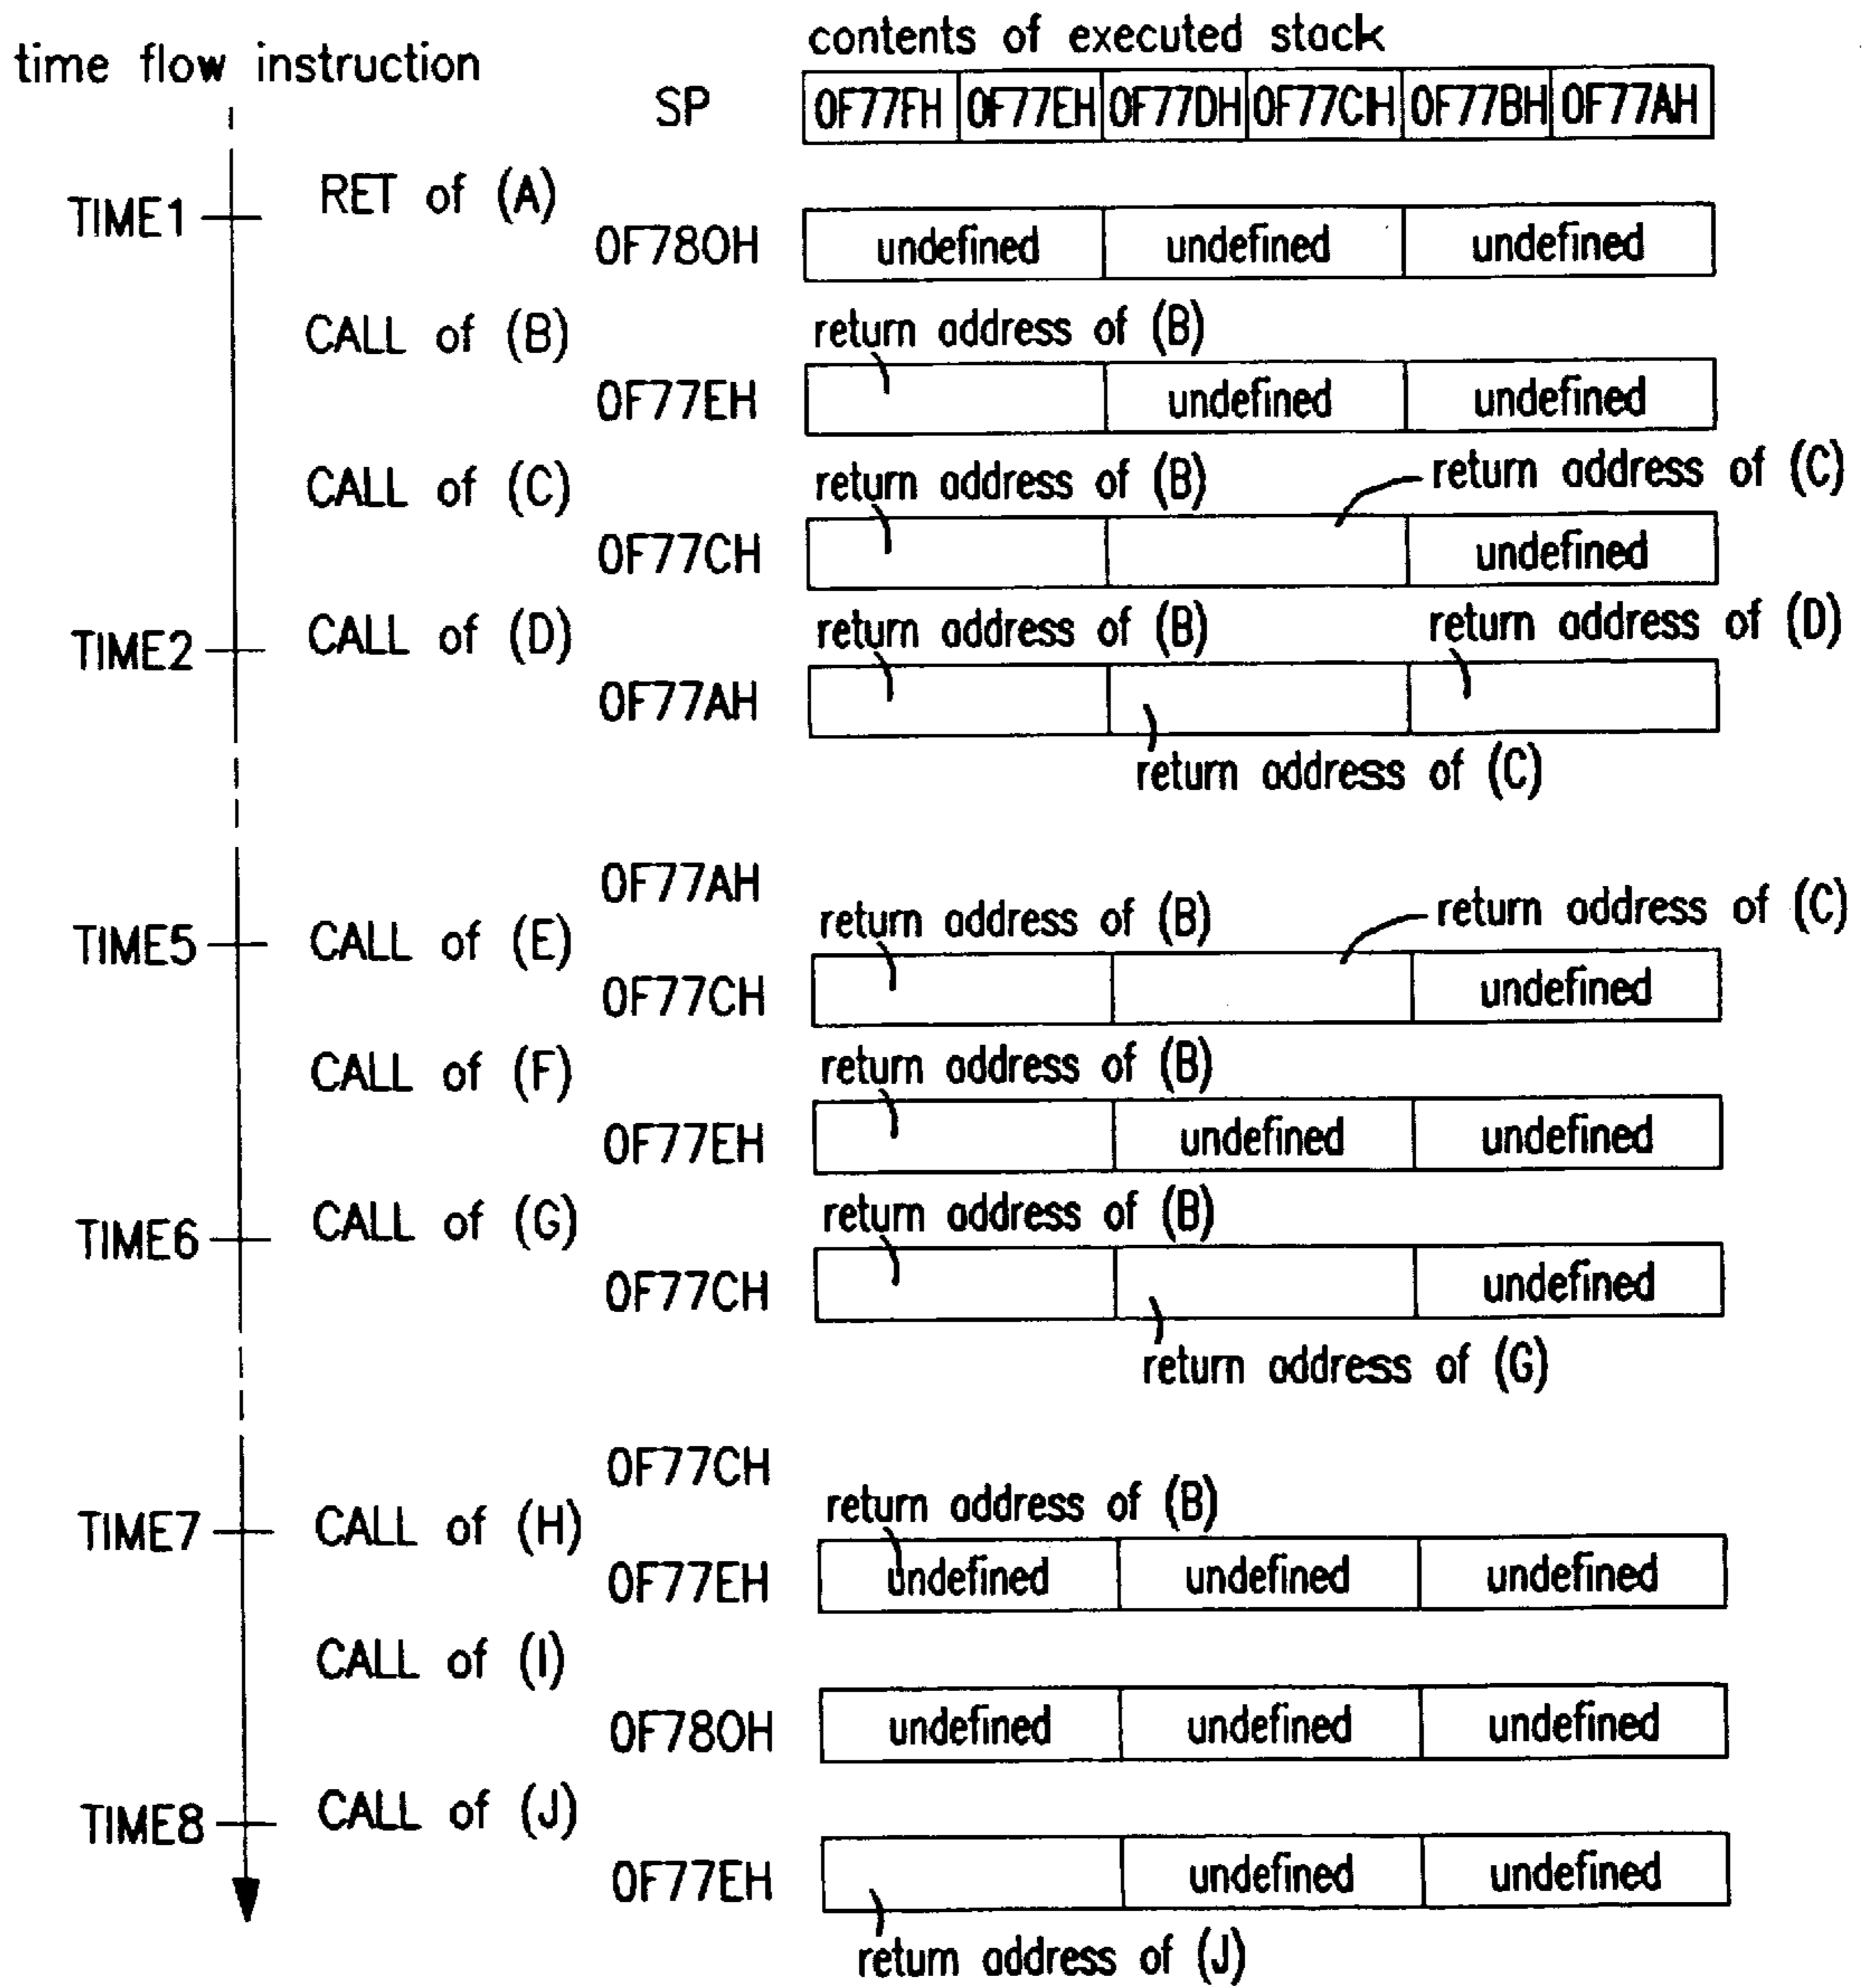 contents of executed stack
time flow instruction
SP 0F77FH 0F77EH 0F77DH 0F77CH 0F77BH 0F77AH
TIME1 RET of (A)
0F780H undefined undefined undefined
CALL of (B) return address of (B)
0F77EH undefined undefined
CALL of (C) return address of (B) return address of (C)
0F77CH undefined
TIME2 CALL of (D) return address of (B) return address of (D)
0F77AH
return address of (C)
0F77AH
TIME5 CALL of (E) return address of (B) return address of (C)
0F77CH undefined
CALL of (F) return address of (B)
0F77EH undefined undefined
TIME6 CALL of (G) return address of (B)
0F77CH undefined
return address of (G)
0F77CH
TIME7 CALL of (H) return address of (B)
0F77EH undefined undefined undefined
CALL of (I)
0F780H undefined undefined undefined
TIME8 CALL of (J)
0F77EH undefined undefined
return address of (J)